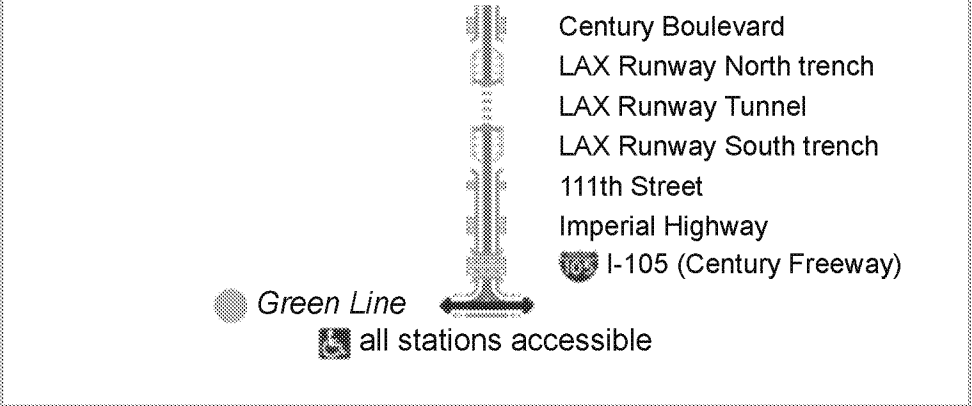 Century Boulevard
LAX Runway North trench
LAX Runway Tunnel
LAX Runway South trench
111th Street
Imperial Highway
105 I-105 (Century Freeway)
Green Line
all stations accessible